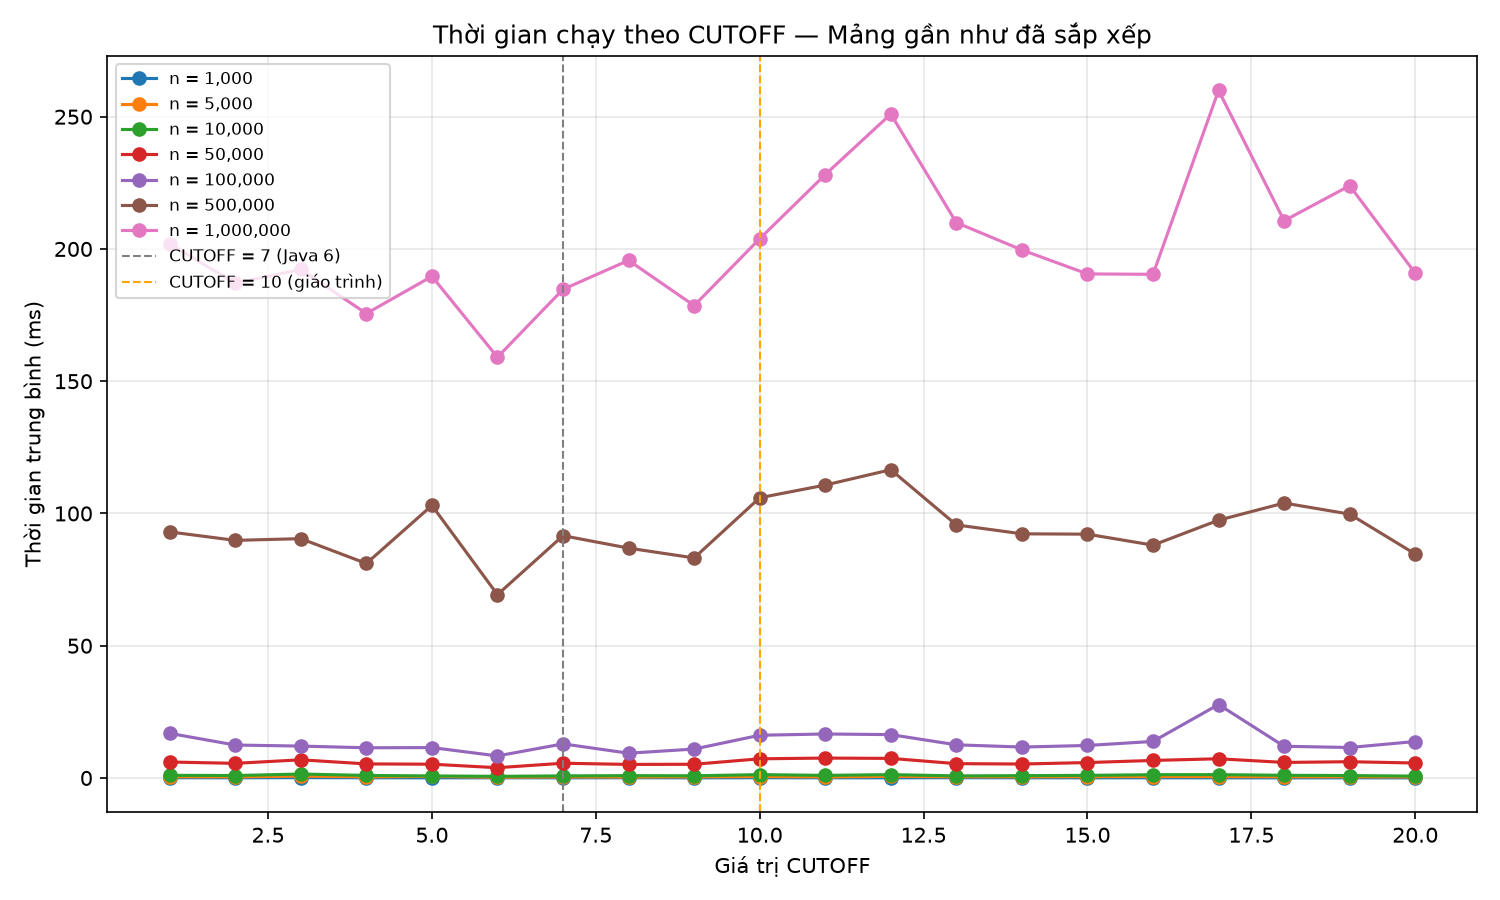 Thời gian chạy theo CUTOFF — Mảng gần như đã sắp xếp
n = 1,000
n = 5,000
n = 10,000
n = 50,000
n = 100,000
n = 500,000
n = 1,000,000
CUTOFF = 7 (Java 6)
CUTOFF = 10 (giáo trình)
Thời gian trung bình (ms)
250
200
150
100
50
0
2.5 5.0 7.5 10.0 12.5 15.0 17.5 20.0
Giá trị CUTOFF